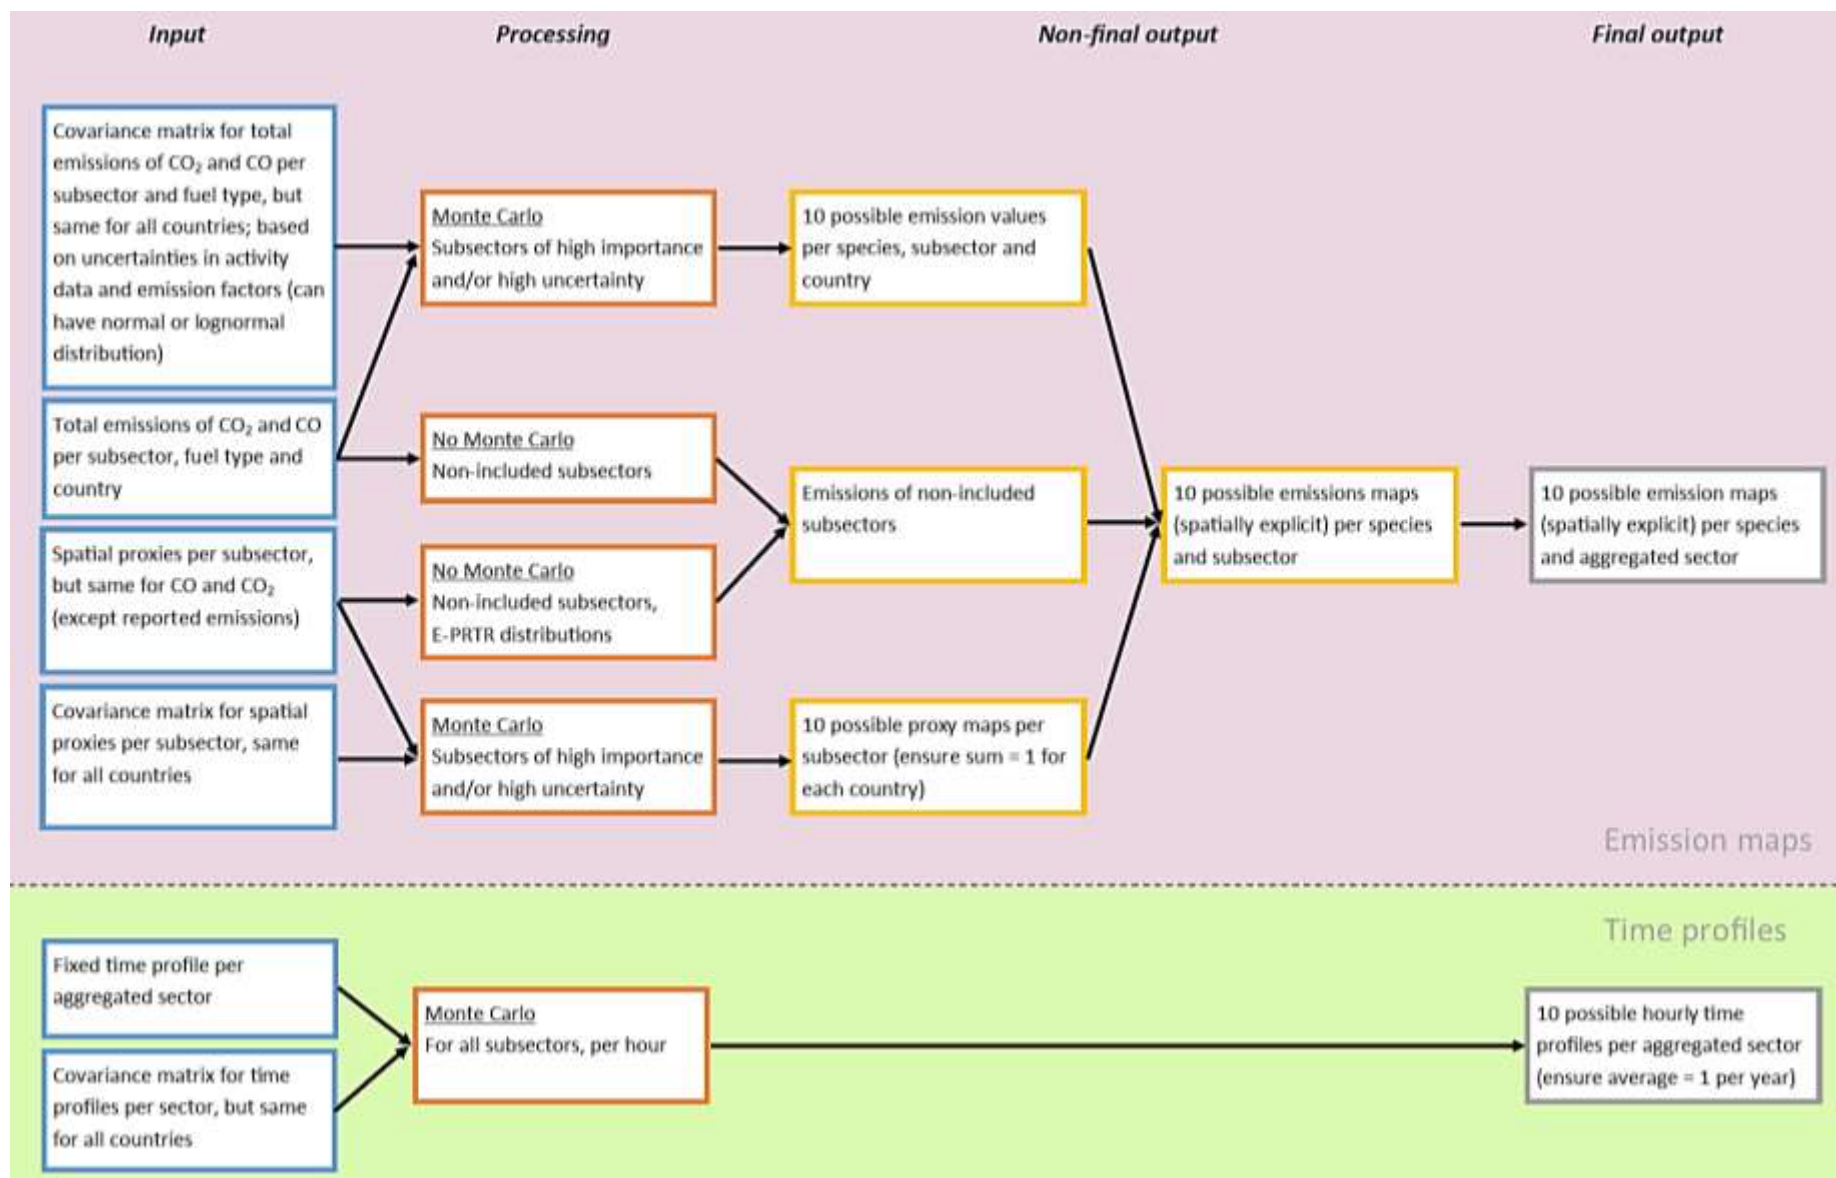 Input
Processing
Non-final output
Final output
Covariance matrix for total
emissions of CO₂ and CO per
subsector and fuel type, but
same for all countries; based
on uncertainties in activity
data and emission factors (can
have normal or lognormal
distribution)
Total emissions of CO₂ and CO
per subsector, fuel type and
country
Spatial proxies per subsector,
but same for CO and CO₂
(except reported emissions)
Covariance matrix for spatial
proxies per subsector, same
for all countries
Monte Carlo
Subsectors of high importance
and/or high uncertainty
No Monte Carlo
Non-included subsectors
No Monte Carlo
Non-included subsectors,
E-PRTR distributions
Monte Carlo
Subsectors of high importance
and/or high uncertainty
10 possible emission values
per species, subsector and
country
Emissions of non-included
subsectors
10 possible proxy maps per
subsector (ensure sum = 1 for
each country)
10 possible emissions maps
(spatially explicit) per species
and subsector
10 possible emission maps
(spatially explicit) per species
and aggregated sector
Emission maps
Time profiles
Fixed time profile per
aggregated sector
Covariance matrix for time
profiles per sector, but same
for all countries
Monte Carlo
For all subsectors, per hour
10 possible hourly time
profiles per aggregated sector
(ensure average = 1 per year)